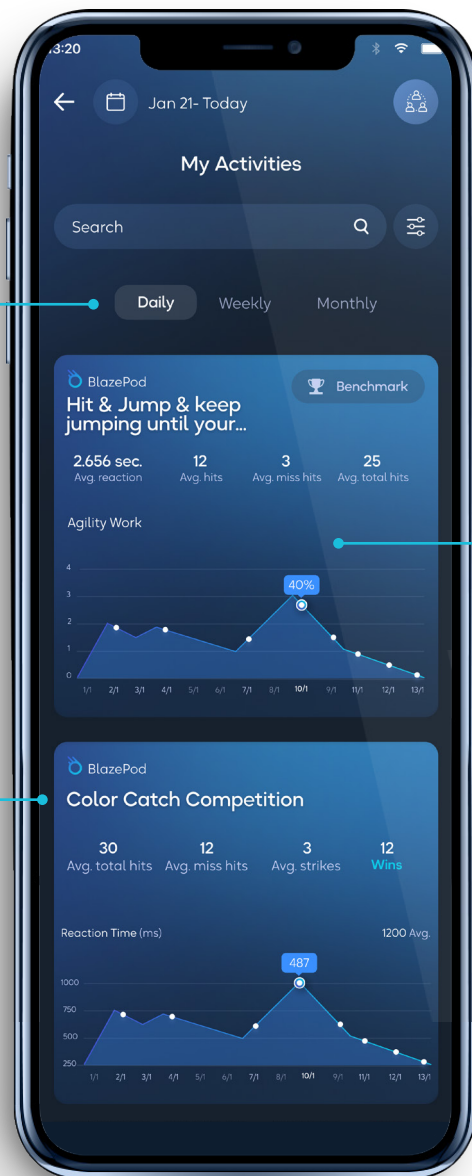 13:20
Jan 21- Today
My Activities
Search
Daily Weekly Monthly
BlazePod
Benchmark
Hit & Jump & keep
jumping until your...
2.656 sec. 12 3 25
Avg. reaction Avg. hits Avg. miss hits Avg. total hits
Agility Work
4
40%
3
2
1
0
1/1 2/1 3/1 4/1 5/1 6/1 7/1 8/1 10/1 9/1 11/1 12/1 13/1
BlazePod
Color Catch Competition
30 12 3 12
Avg. total hits Avg. miss hits Avg. strikes Wins
Reaction Time (ms) 1200 Avg.
487
1000
750
500
250
1/1 2/1 3/1 4/1 5/1 6/1 7/1 8/1 10/1 9/1 11/1 12/1 13/1